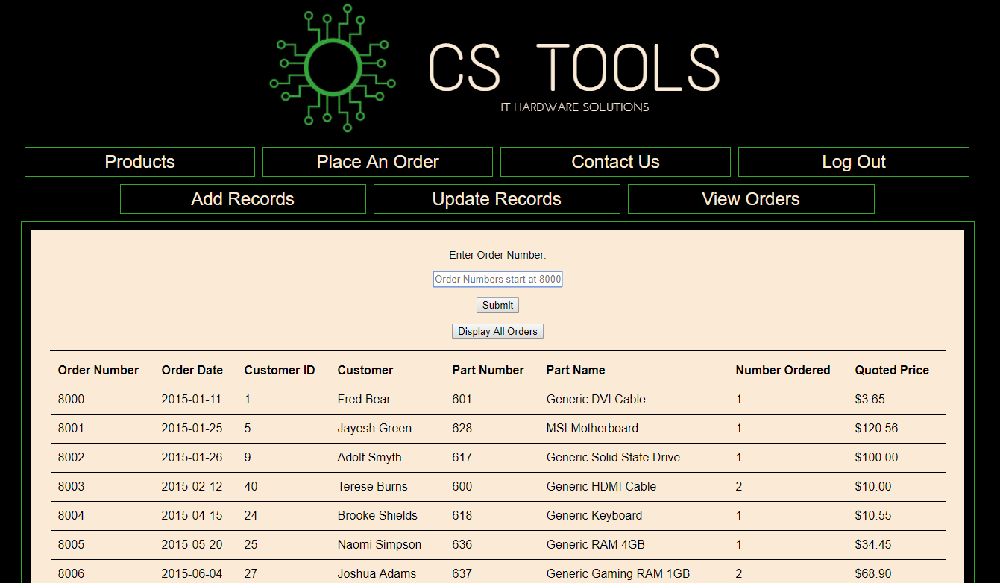 CS TOOLS
IT HARDWARE SOLUTIONS
Products Place An Order Contact Us Log Out
Add Records Update Records View Orders
Enter Order Number:
Order Numbers start at 8000
Submit
Display All Orders
Order Number Order Date Customer ID Customer Part Number Part Name Number Ordered Quoted Price
8000 2015-01-11 1 Fred Bear 601 Generic DVI Cable 1 $3.65
8001 2015-01-25 5 Jayesh Green 628 MSI Motherboard 1 $120.56
8002 2015-01-26 9 Adolf Smyth 617 Generic Solid State Drive 1 $100.00
8003 2015-02-12 40 Terese Burns 600 Generic HDMI Cable 2 $10.00
8004 2015-04-15 24 Brooke Shields 618 Generic Keyboard 1 $10.55
8005 2015-05-20 25 Naomi Simpson 636 Generic RAM 4GB 1 $34.45
8006 2015-06-04 27 Joshua Adams 637 Generic Gaming RAM 1GB 2 $68.90